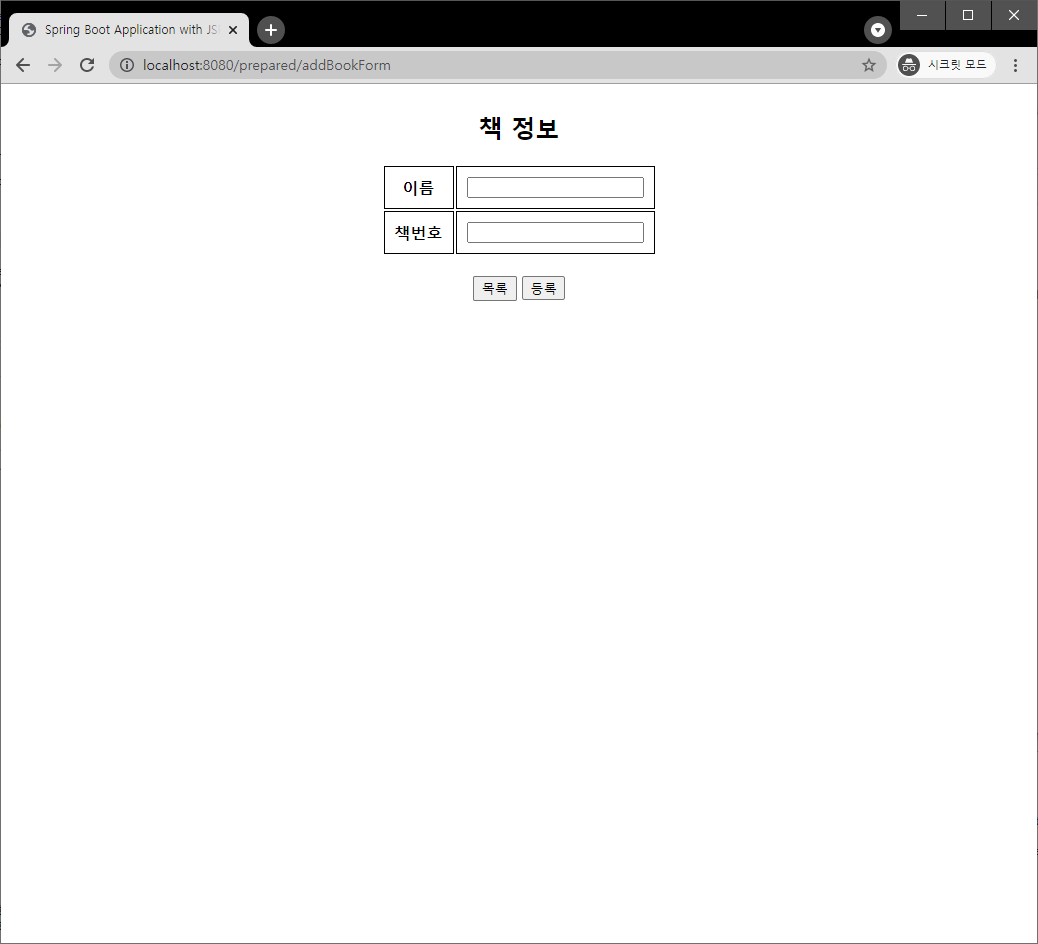 Spring Boot Application with JS
localhost:8080/prepared/addBookForm
시크릿 모드
책 정보
이름
책번호
목록 등록